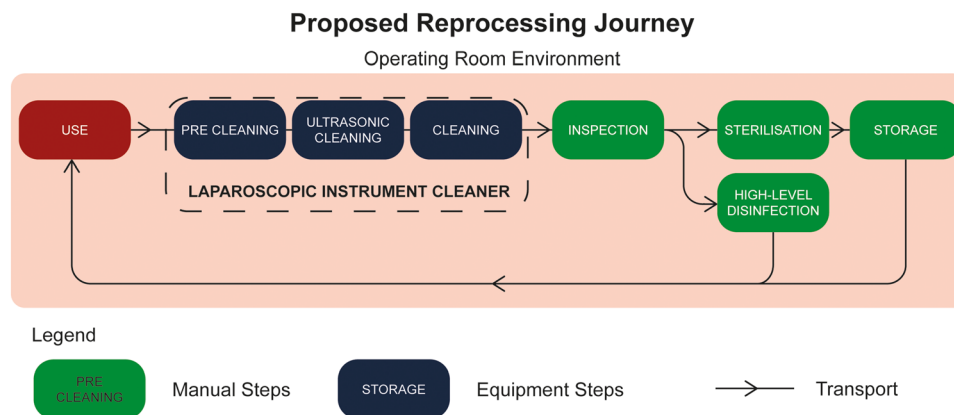 Proposed Reprocessing Journey
Operating Room Environment
USE
PRE CLEANING
ULTRASONIC
CLEANING
CLEANING
INSPECTION
STERILISATION
STORAGE
LAPAROSCOPIC INSTRUMENT CLEANER
HIGH-LEVEL
DISINFECTION
Legend
PRE
CLEANING
Manual Steps
STORAGE
Equipment Steps
Transport